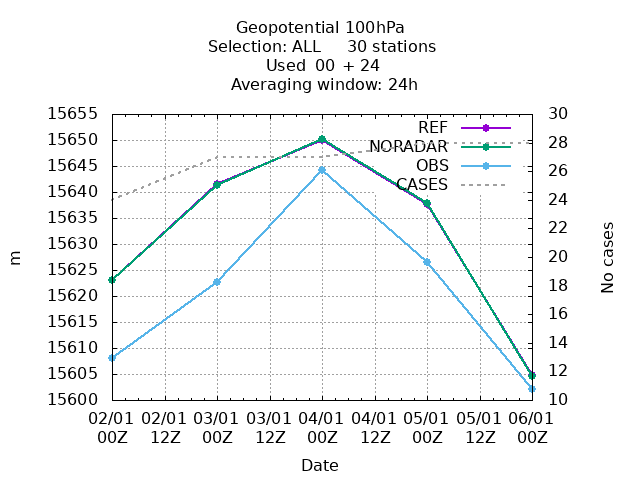 Geopotential 100hPa
Selection: ALL     30 stations
Used  00  + 24
Averaging window: 24h
15655
15650
15645
15640
15635
15630
15625
15620
15615
15610
15605
15600
m
30
28
26
24
22
20
18
16
14
12
10
No cases
REF
NORADAR
OBS
CASES
02/01 02/01 03/01 03/01 04/01 04/01 05/01 05/01 06/01
00Z 12Z 00Z 12Z 00Z 12Z 00Z 12Z 00Z
Date